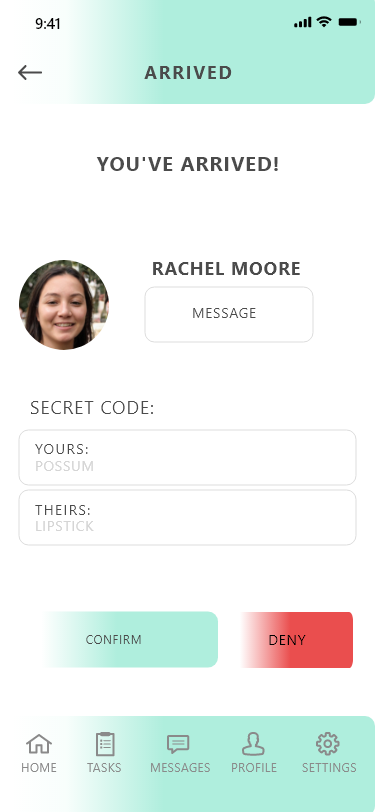 9:41
ARRIVED
YOU'VE ARRIVED!
RACHEL MOORE
MESSAGE
SECRET CODE:
YOURS:
POSSUM
THEIRS:
LIPSTICK
CONFIRM
DENY
HOME
TASKS
MESSAGES
PROFILE
SETTINGS